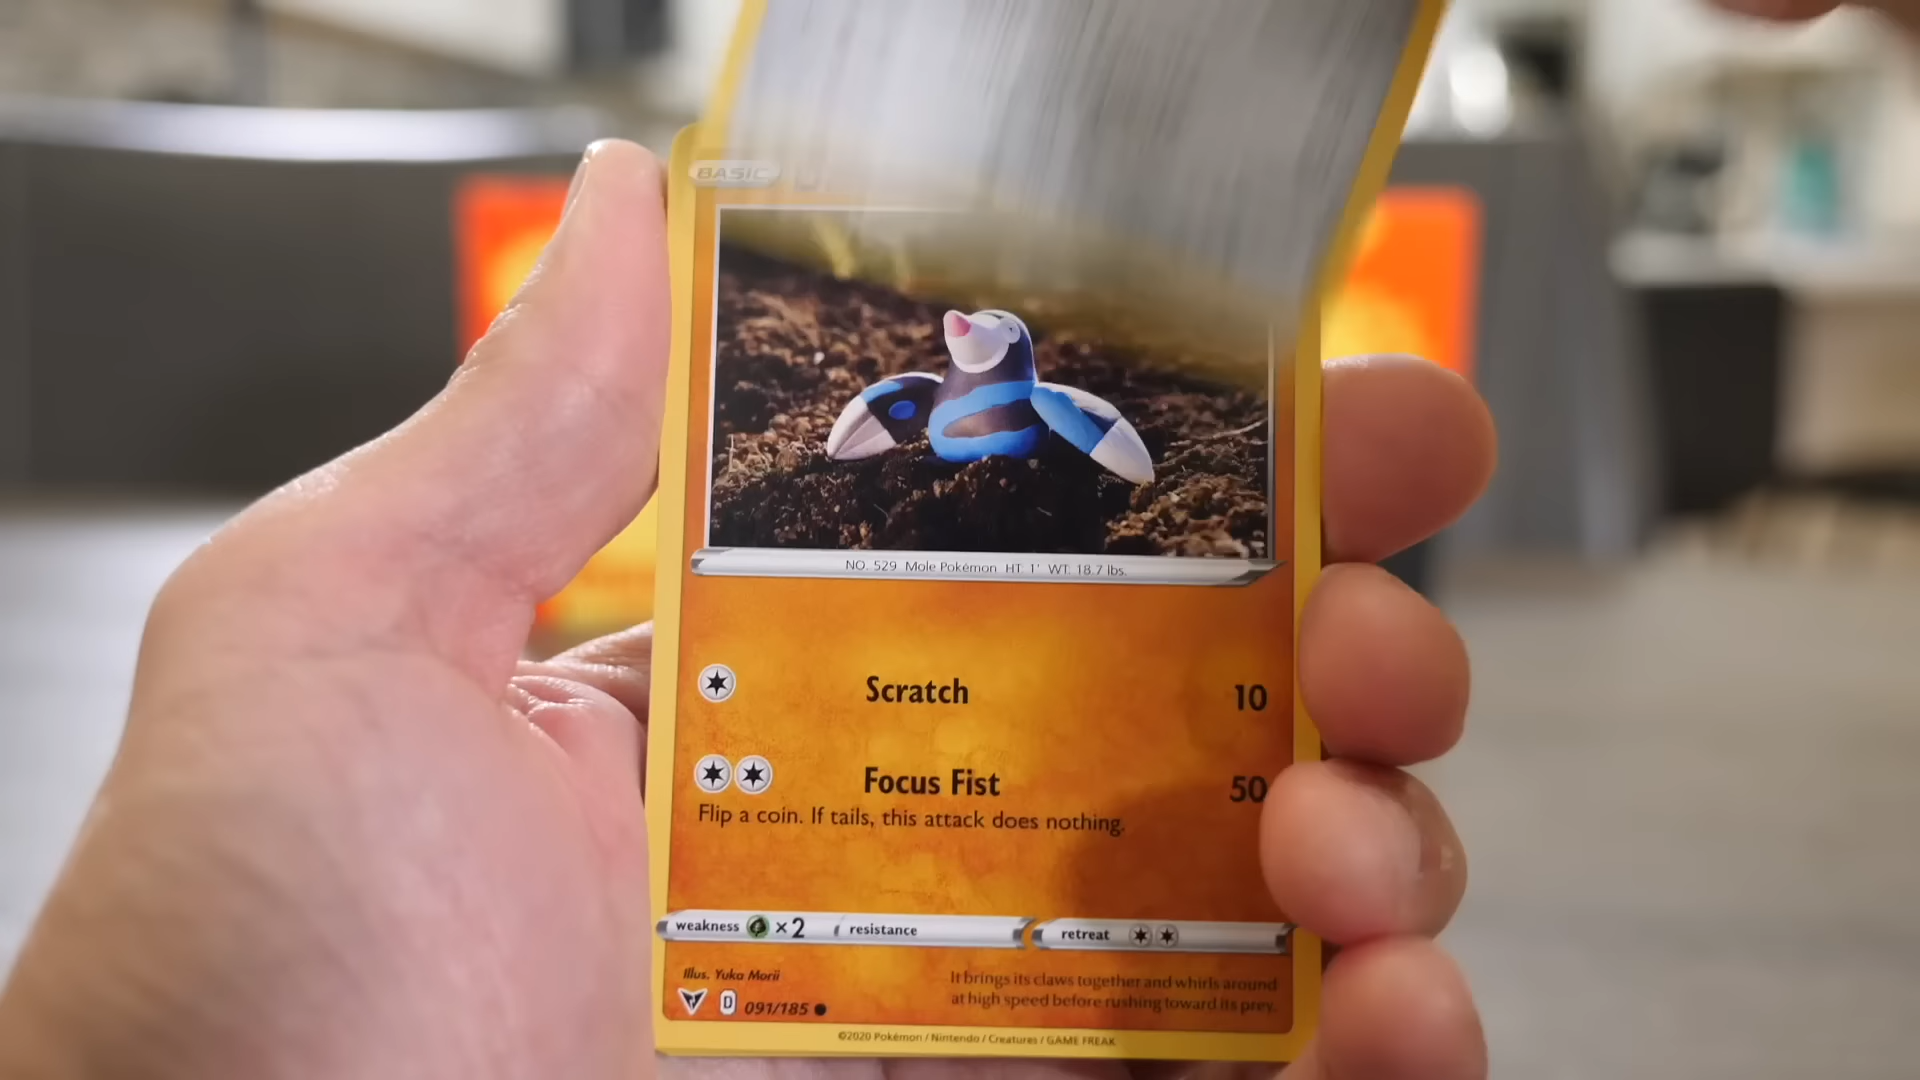 BASIC
NO. 529 Mole Pokémon HT: 1' WT: 18.7 lbs.
Scratch 10
Focus Fist 50
Flip a coin. If tails, this attack does nothing.
weakness ×2 resistance retreat
Illus. Yuka Morii
It brings its claws together and whirls around
at high speed before rushing toward its prey.
D 091/185
©2020 Pokémon / Nintendo / Creatures / GAME FREAK